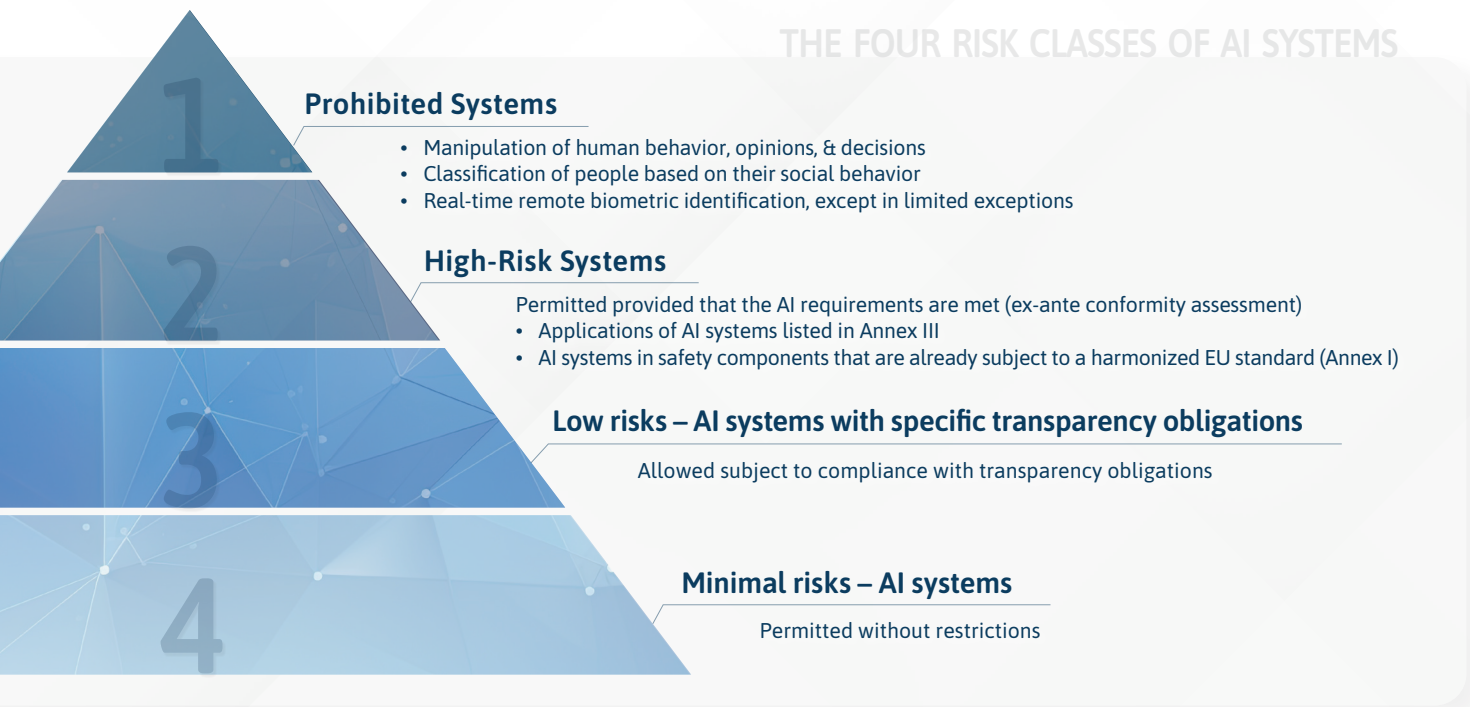 THE FOUR RISK CLASSES OF AI SYSTEMS
1
Prohibited Systems
• Manipulation of human behavior, opinions, & decisions
• Classification of people based on their social behavior
• Real-time remote biometric identification, except in limited exceptions
2
High-Risk Systems
Permitted provided that the AI requirements are met (ex-ante conformity assessment)
• Applications of AI systems listed in Annex III
• AI systems in safety components that are already subject to a harmonized EU standard (Annex I)
3
Low risks – AI systems with specific transparency obligations
Allowed subject to compliance with transparency obligations
4
Minimal risks – AI systems
Permitted without restrictions